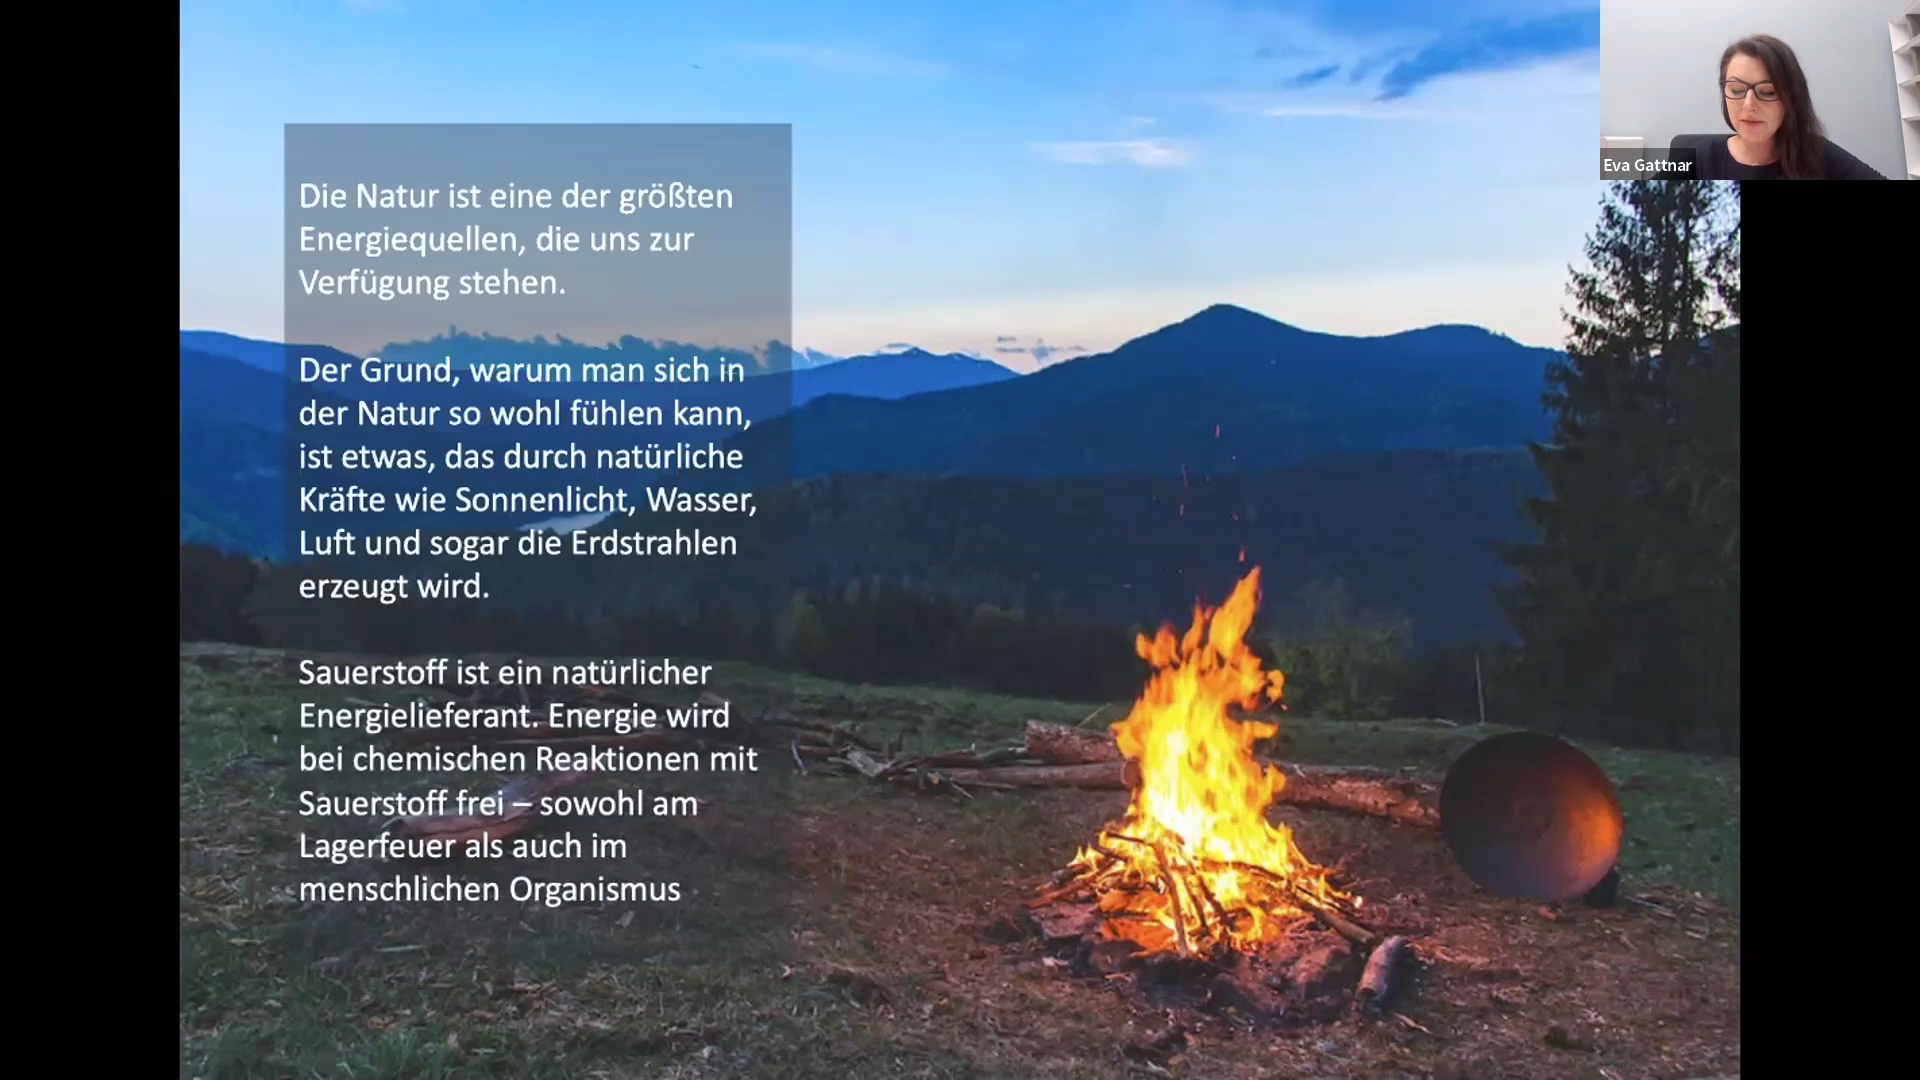 Eva Gattnar
Die Natur ist eine der größten
Energiequellen, die uns zur
Verfügung stehen.
Der Grund, warum man sich in
der Natur so wohl fühlen kann,
ist etwas, das durch natürliche
Kräfte wie Sonnenlicht, Wasser,
Luft und sogar die Erdstrahlen
erzeugt wird.
Sauerstoff ist ein natürlicher
Energielieferant. Energie wird
bei chemischen Reaktionen mit
Sauerstoff frei – sowohl am
Lagerfeuer als auch im
menschlichen Organismus